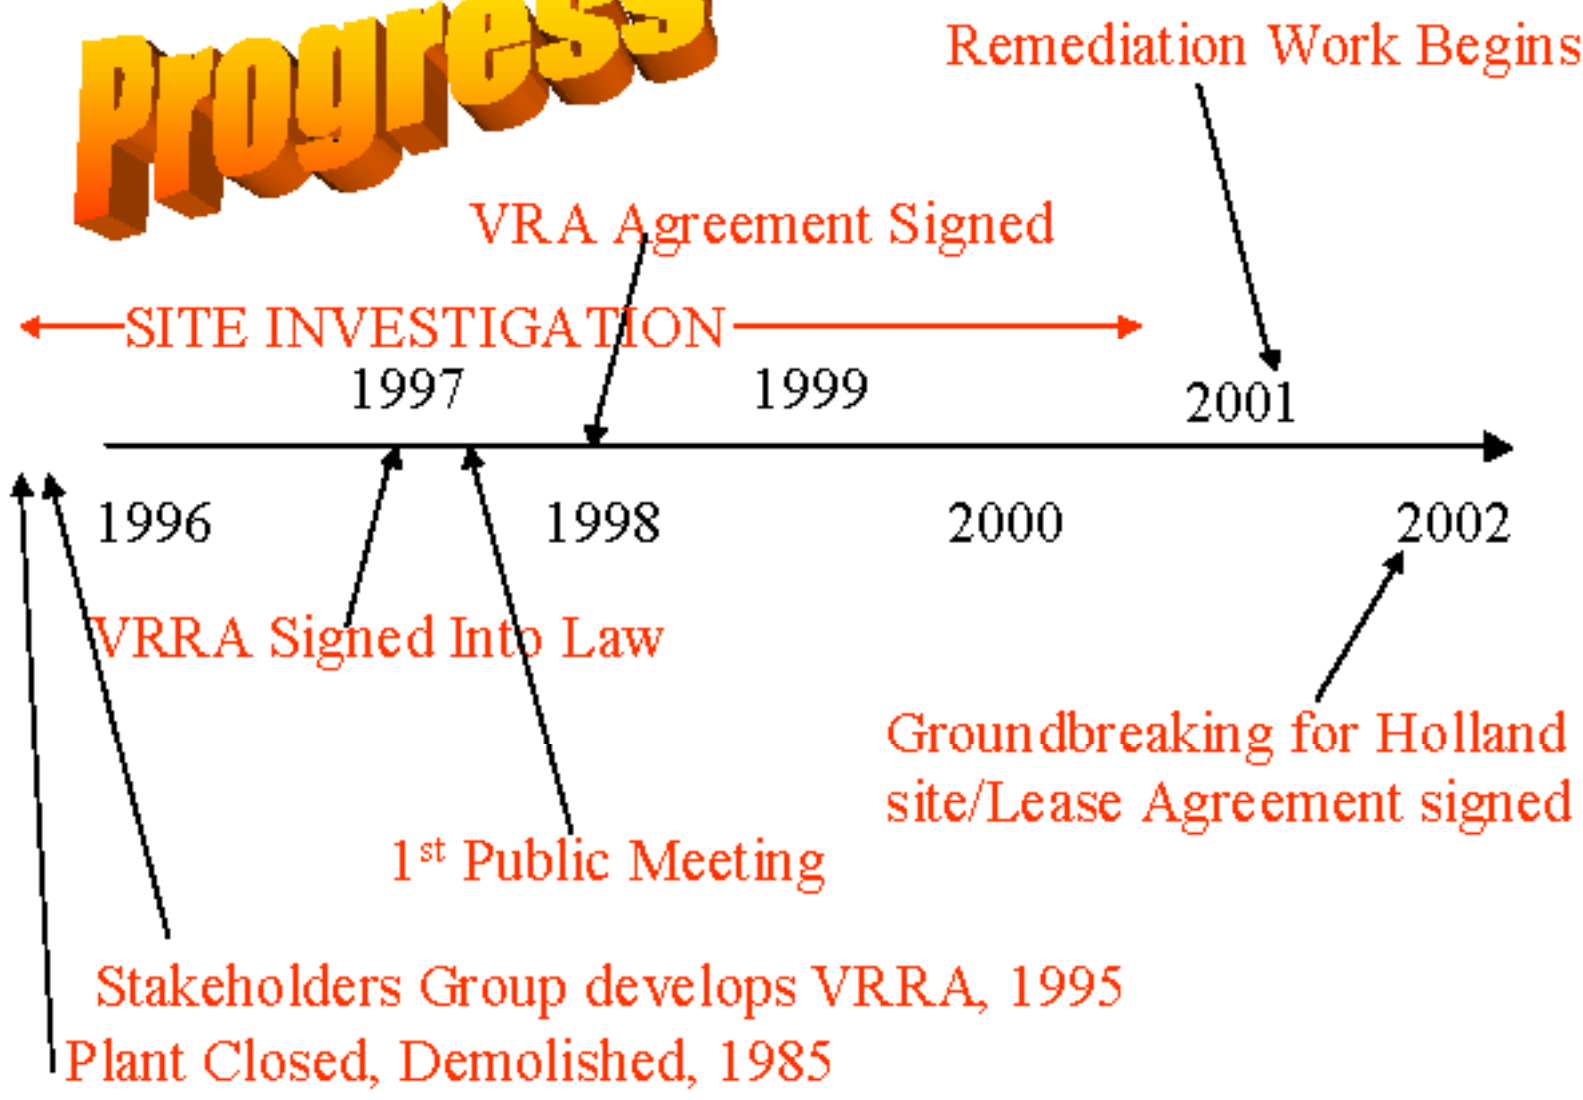 Progress
Remediation Work Begins
VRA Agreement Signed
SITE INVESTIGATION
1997
1999
2001
1996
1998
2000
2002
VRRA Signed Into Law
Groundbreaking for Holland
site/Lease Agreement signed
1st Public Meeting
Stakeholders Group develops VRRA, 1995
Plant Closed, Demolished, 1985